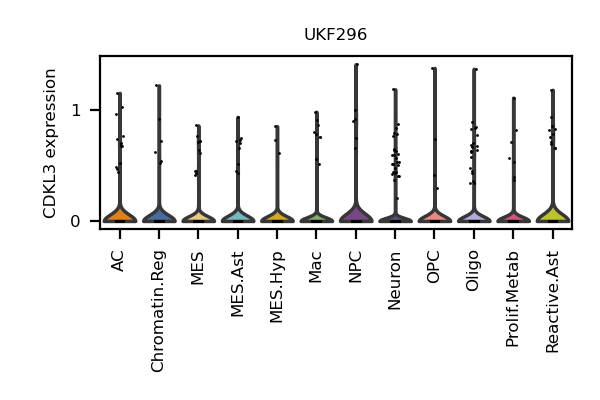 UKF296
CDKL3 expression
1
0
AC
Chromatin.Reg
MES
MES.Ast
MES.Hyp
Mac
NPC
Neuron
OPC
Oligo
Prolif.Metab
Reactive.Ast